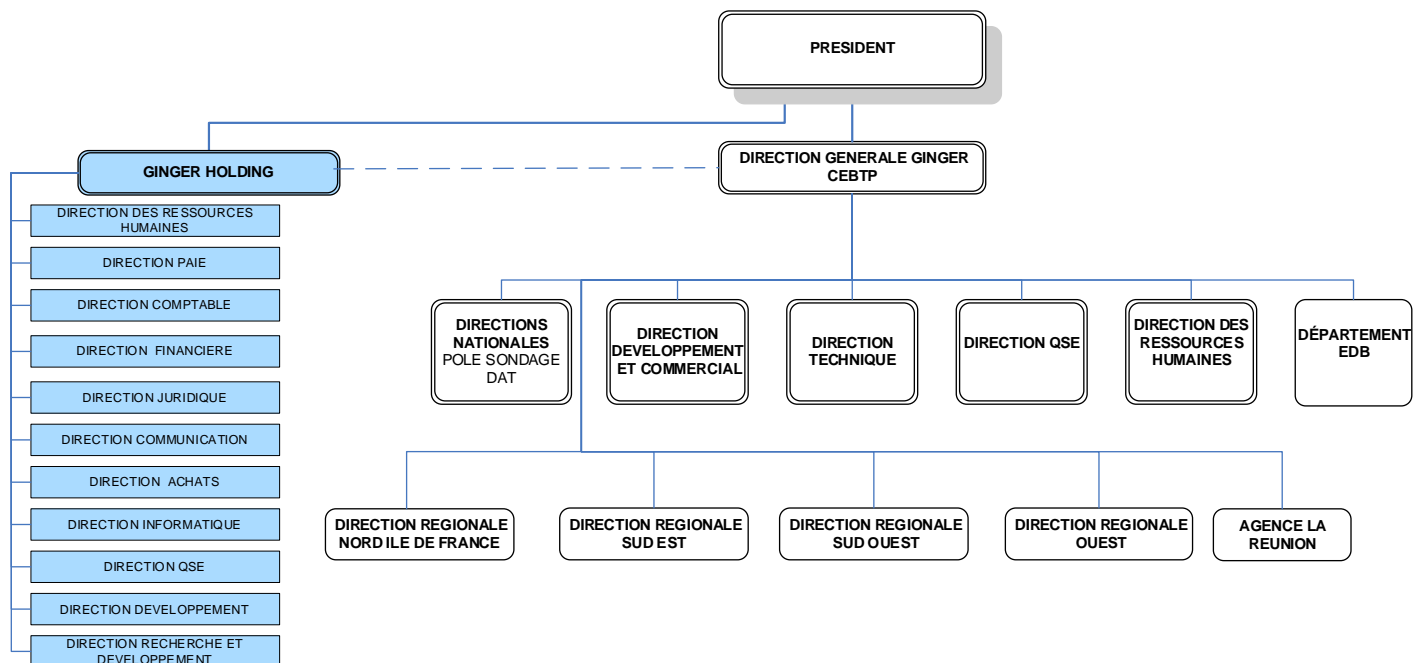 PRESIDENT
GINGER HOLDING
DIRECTION GENERALE GINGER
CEBTP
DIRECTION DES RESSOURCES
HUMAINES
DIRECTION PAIE
DIRECTION COMPTABLE
DIRECTION FINANCIERE
DIRECTION JURIDIQUE
DIRECTION COMMUNICATION
DIRECTION ACHATS
DIRECTION INFORMATIQUE
DIRECTION QSE
DIRECTION DEVELOPPEMENT
DIRECTION RECHERCHE ET
DEVELOPPEMENT
DIRECTIONS
NATIONALES
POLE SONDAGE
DAT
DIRECTION
DEVELOPPEMENT
ET COMMERCIAL
DIRECTION
TECHNIQUE
DIRECTION QSE
DIRECTION DES
RESSOURCES
HUMAINES
DÉPARTEMENT
EDB
DIRECTION REGIONALE
NORD ILE DE FRANCE
DIRECTION REGIONALE
SUD EST
DIRECTION REGIONALE
SUD OUEST
DIRECTION REGIONALE
OUEST
AGENCE LA
REUNION